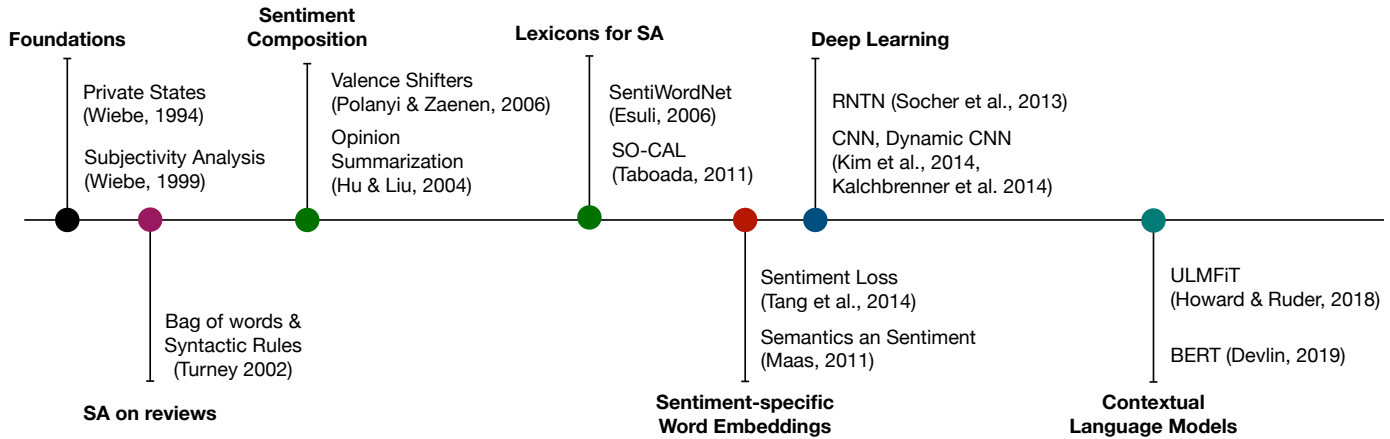 Foundations
Private States
(Wiebe, 1994)
Subjectivity Analysis
(Wiebe, 1999)
Bag of words &
Syntactic Rules
(Turney 2002)
SA on reviews
Sentiment
Composition
Valence Shifters
(Polanyi & Zaenen, 2006)
Opinion
Summarization
(Hu & Liu, 2004)
Lexicons for SA
SentiWordNet
(Esuli, 2006)
SO-CAL
(Taboada, 2011)
Sentiment Loss
(Tang et al., 2014)
Semantics an Sentiment
(Maas, 2011)
Sentiment-specific
Word Embeddings
Deep Learning
RNTN (Socher et al., 2013)
CNN, Dynamic CNN
(Kim et al., 2014,
Kalchbrenner et al. 2014)
ULMFiT
(Howard & Ruder, 2018)
BERT (Devlin, 2019)
Contextual
Language Models